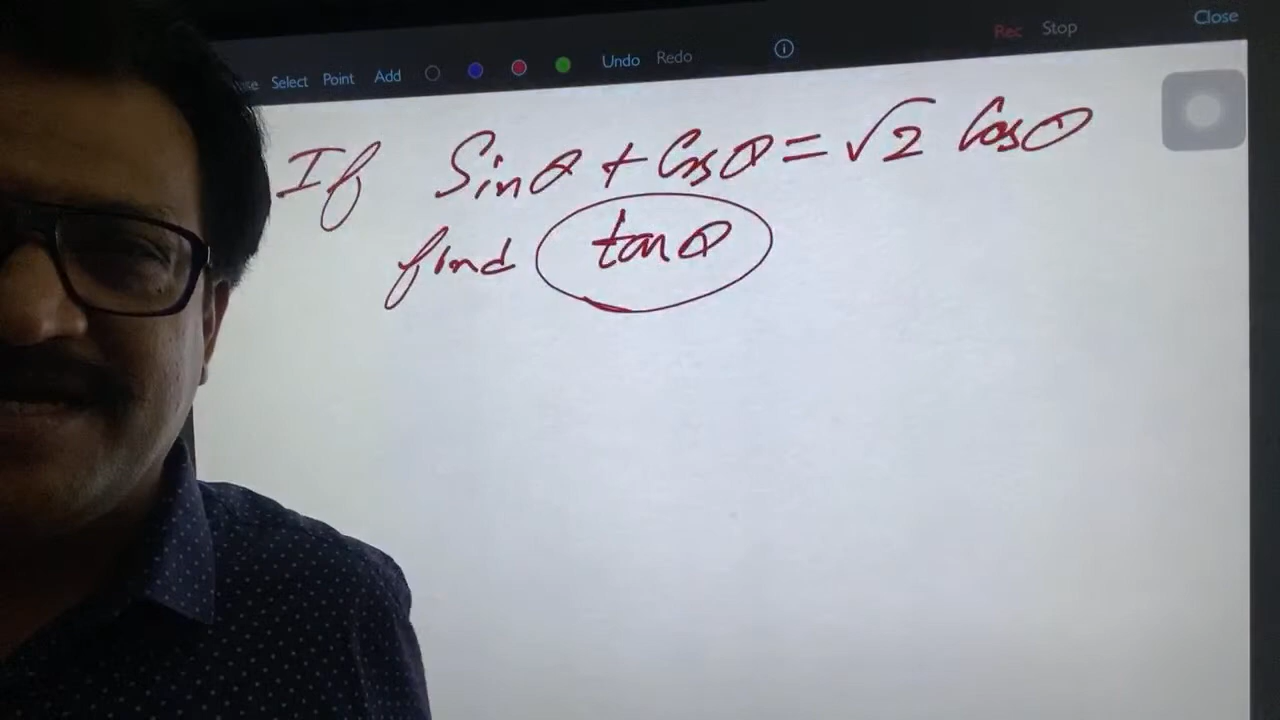 Select Point Add Undo Redo ⓘ Rec Stop Close
If Sinθ + Cosθ = √2 Cosθ
find tanθ